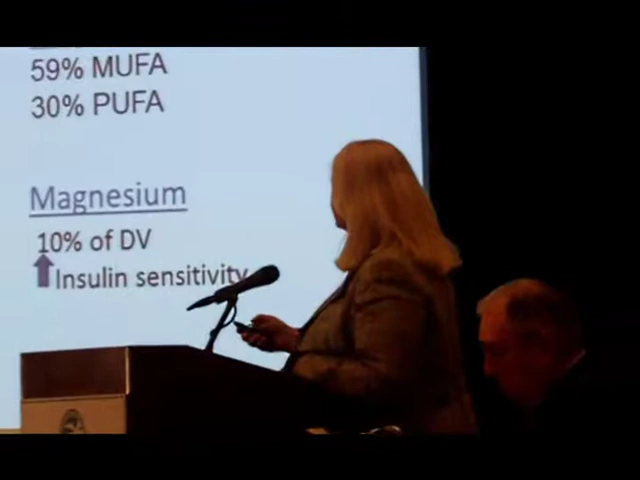 59% MUFA
30% PUFA
Magnesium
10% of DV
Insulin sensitivity